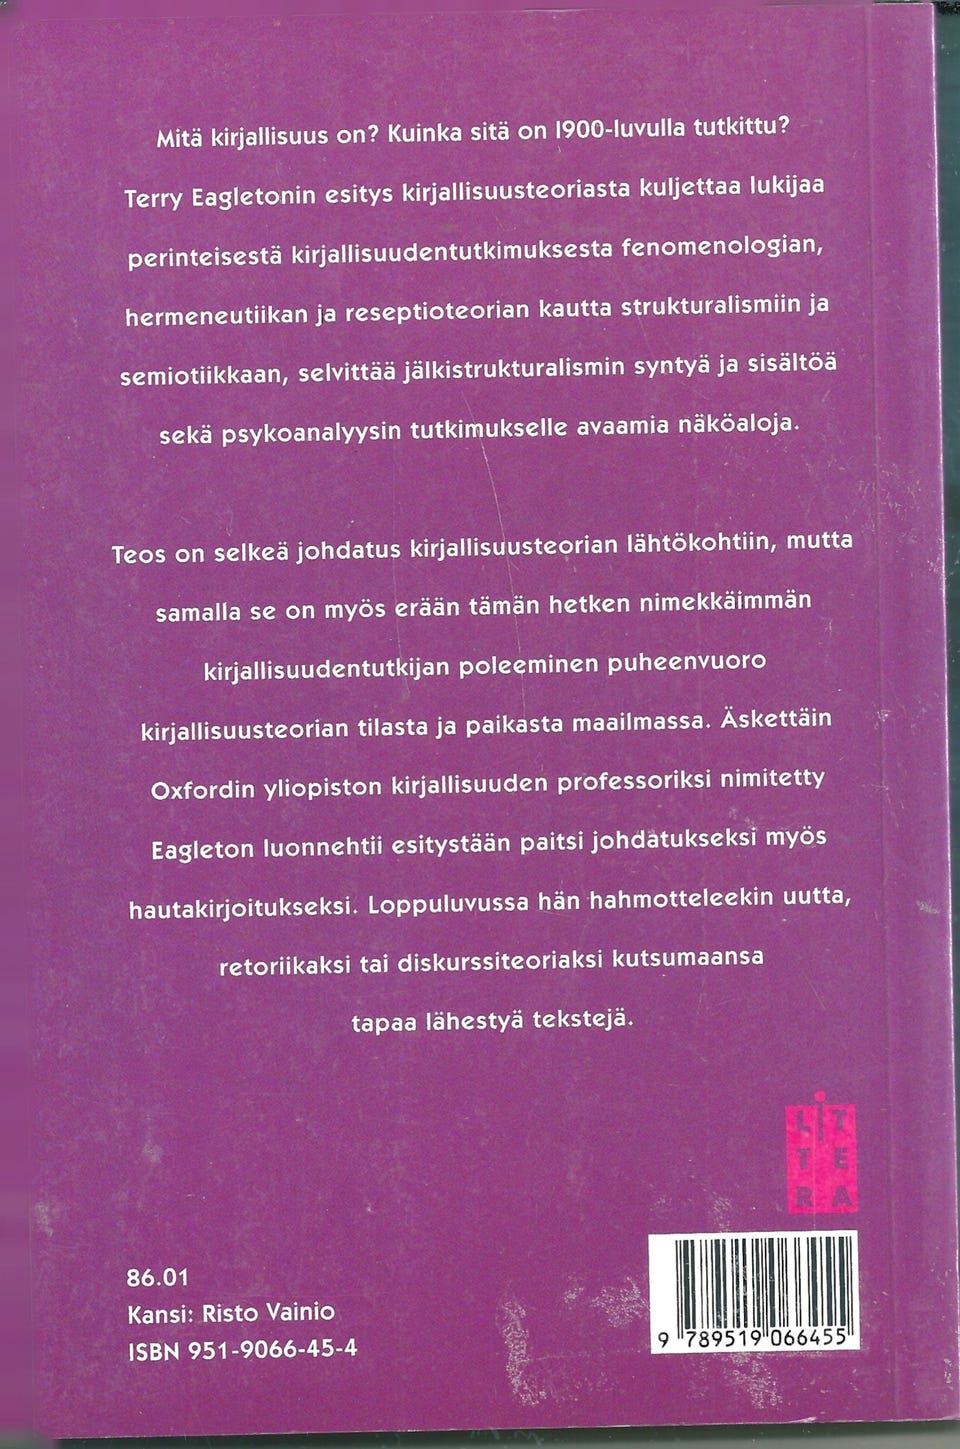 Mitä kirjallisuus on? Kuinka sitä on 1900-luvulla tutkittu?
Terry Eagletonin esitys kirjallisuusteoriasta kuljettaa lukijaa
perinteisestä kirjallisuudentutkimuksesta fenomenologian,
hermeneutiikan ja reseptioteorian kautta strukturalismiin ja
semiotiikkaan, selvittää jälkistrukturalismin syntyä ja sisältöä
sekä psykoanalyysin tutkimukselle avaamia näköaloja.
Teos on selkeä johdatus kirjallisuusteorian lähtökohtiin, mutta
samalla se on myös erään tämän hetken nimekkäimmän
kirjallisuudentutkijan poleeminen puheenvuoro
kirjallisuusteorian tilasta ja paikasta maailmassa. Äskettäin
Oxfordin yliopiston kirjallisuuden professoriksi nimitetty
Eagleton luonnehtii esitystään paitsi johdatukseksi myös
hautakirjoitukseksi. Loppuluvussa hän hahmotteleekin uutta,
retoriikaksi tai diskurssiteoriaksi kutsumaansa
tapaa lähestyä tekstejä.
LiT
TE
RA
86.01
Kansi: Risto Vainio
ISBN 951-9066-45-4
9 789519 066455